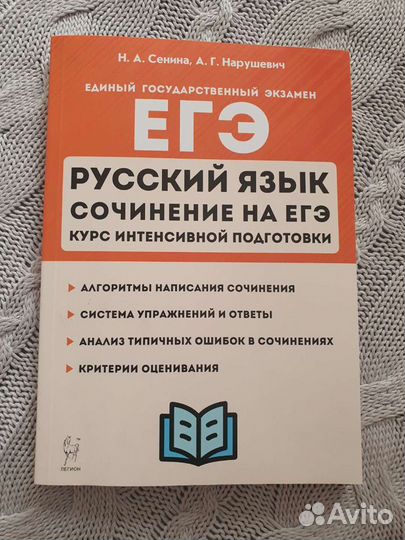 Н. А. Сенина, А. Г. Нарушевич
ЕДИНЫЙ ГОСУДАРСТВЕННЫЙ ЭКЗАМЕН
ЕГЭ
РУССКИЙ ЯЗЫК
СОЧИНЕНИЕ НА ЕГЭ
КУРС ИНТЕНСИВНОЙ ПОДГОТОВКИ
АЛГОРИТМЫ НАПИСАНИЯ СОЧИНЕНИЯ
СИСТЕМА УПРАЖНЕНИЙ И ОТВЕТЫ
АНАЛИЗ ТИПИЧНЫХ ОШИБОК В СОЧИНЕНИЯХ
КРИТЕРИИ ОЦЕНИВАНИЯ
ЛЕГИОН
Avito